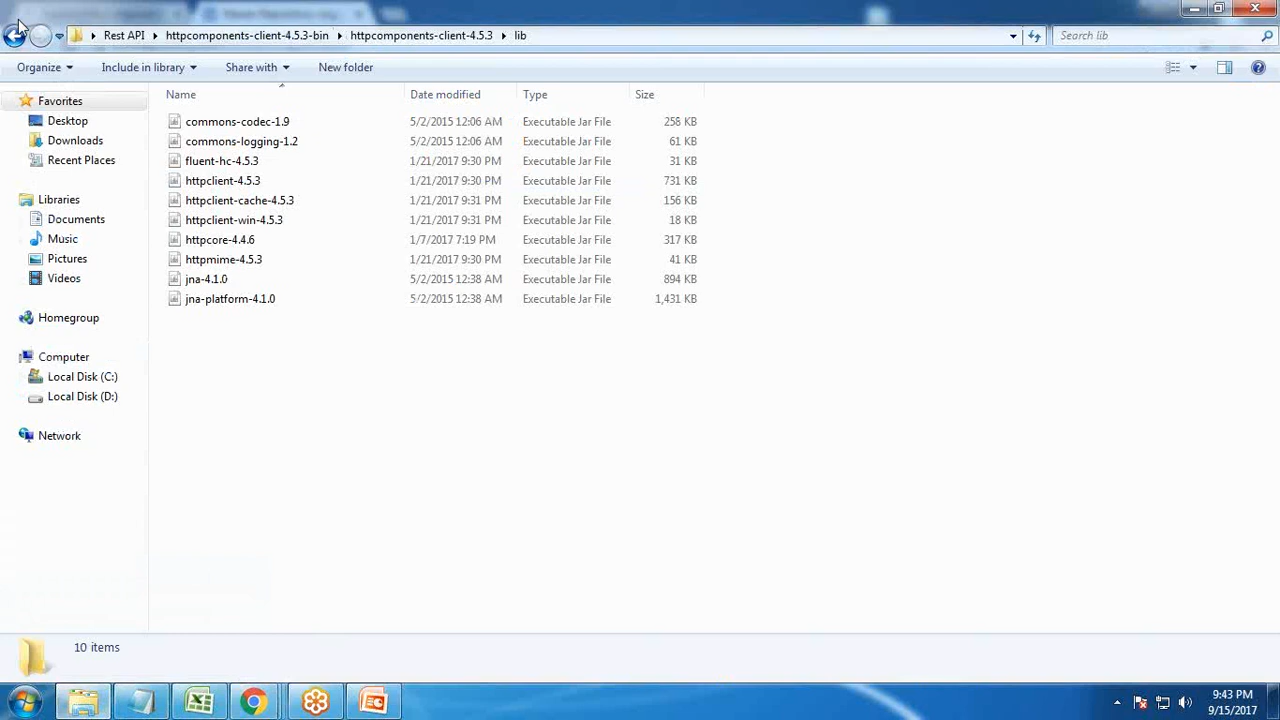 Rest API httpcomponents-client-4.5.3-bin httpcomponents-client-4.5.3 lib Search lib
Organize Include in library Share with New folder
Name Date modified Type Size
commons-codec-1.9 5/2/2015 12:06 AM Executable Jar File 258 KB
commons-logging-1.2 5/2/2015 12:06 AM Executable Jar File 61 KB
fluent-hc-4.5.3 1/21/2017 9:30 PM Executable Jar File 31 KB
httpclient-4.5.3 1/21/2017 9:30 PM Executable Jar File 731 KB
httpclient-cache-4.5.3 1/21/2017 9:31 PM Executable Jar File 156 KB
httpclient-win-4.5.3 1/21/2017 9:31 PM Executable Jar File 18 KB
httpcore-4.4.6 1/7/2017 7:19 PM Executable Jar File 317 KB
httpmime-4.5.3 1/21/2017 9:30 PM Executable Jar File 41 KB
jna-4.1.0 5/2/2015 12:38 AM Executable Jar File 894 KB
jna-platform-4.1.0 5/2/2015 12:38 AM Executable Jar File 1,431 KB
Favorites
Desktop
Downloads
Recent Places
Libraries
Documents
Music
Pictures
Videos
Homegroup
Computer
Local Disk (C:)
Local Disk (D:)
Network
10 items
9:43 PM
9/15/2017